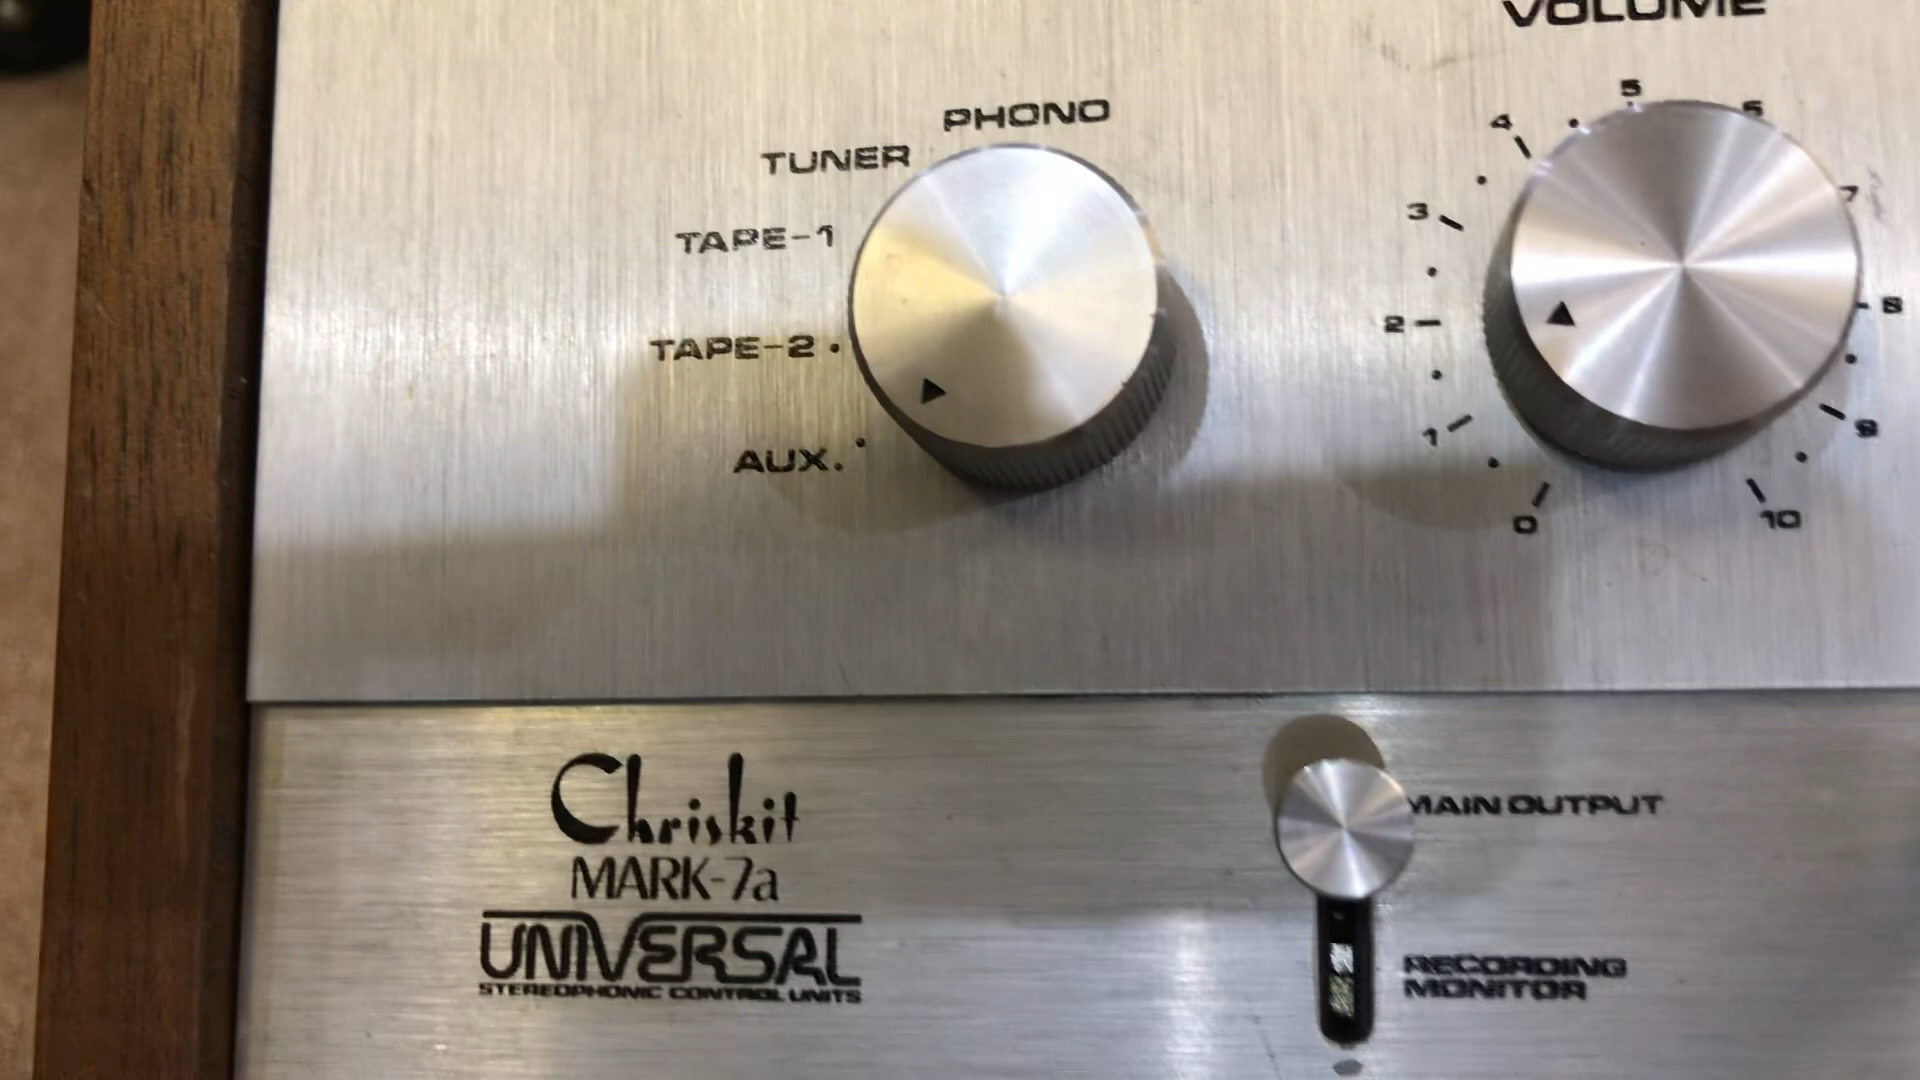 VOLUME
PHONO
TUNER
TAPE-1
TAPE-2
AUX.
0
1
2
3
4
5
6
7
8
9
10
Chriskit
MARK-7a
UNIVERSAL
STEREOPHONIC CONTROL UNITS
MAIN OUTPUT
RECORDING
MONITOR